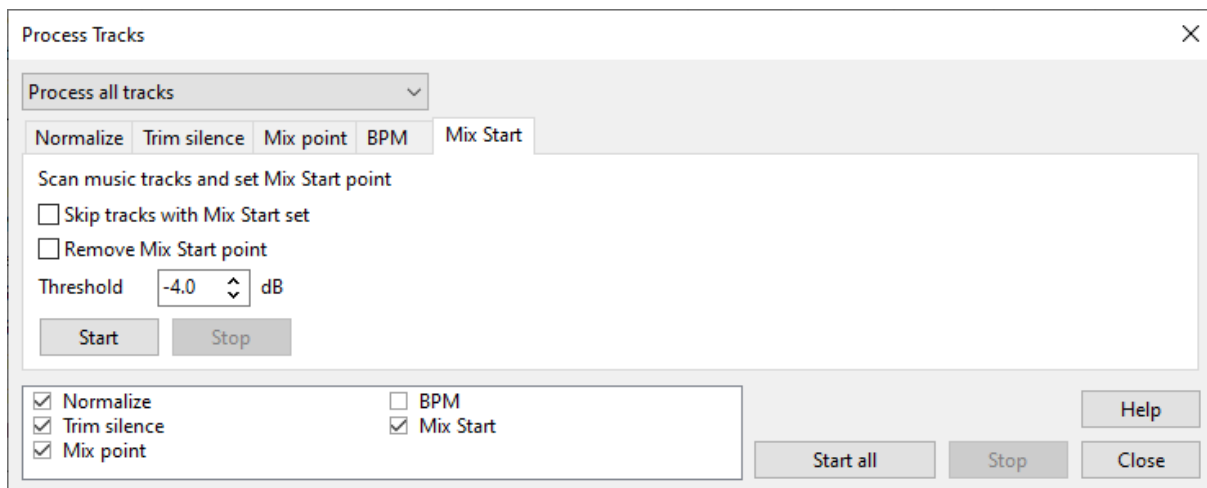 Process Tracks
Process all tracks
Normalize Trim silence Mix point BPM Mix Start
Scan music tracks and set Mix Start point
Skip tracks with Mix Start set
Remove Mix Start point
Threshold -4.0 dB
Start Stop
Normalize BPM
Trim silence Mix Start
Mix point
Help
Start all Stop Close